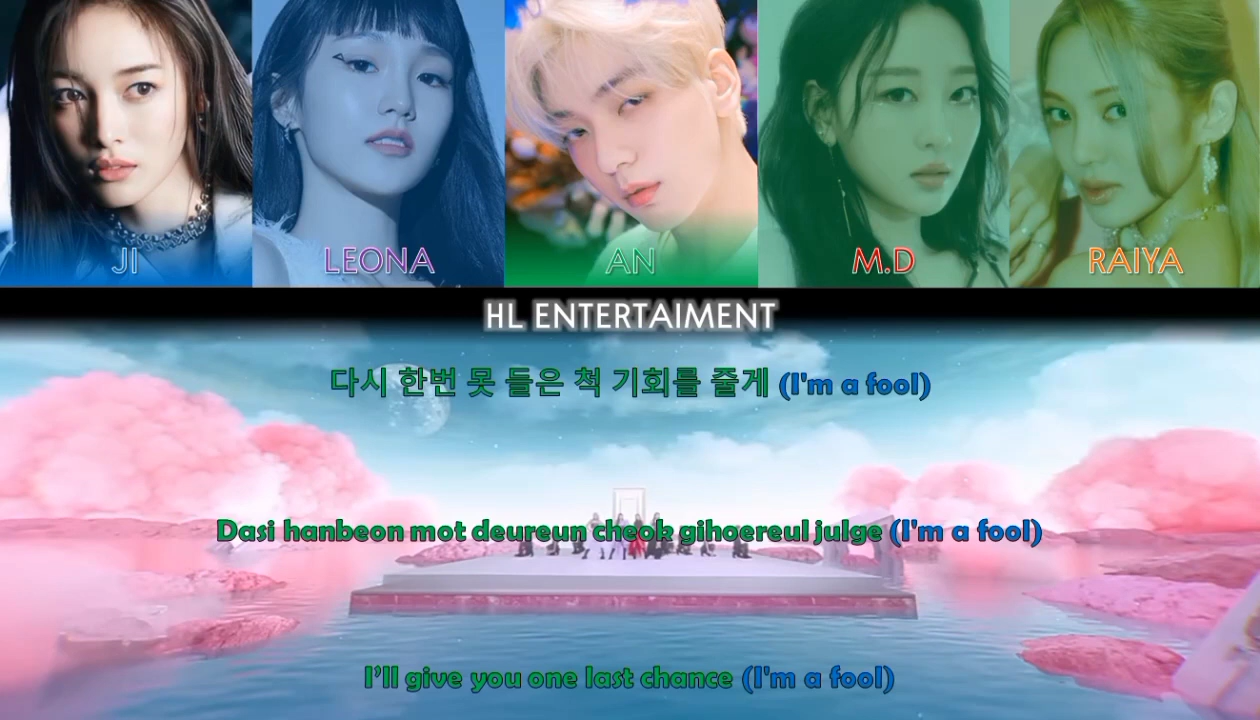 JI
LEONA
AN
M.D
RAIYA
HL ENTERTAIMENT
다시 한번 못 들은 척 기회를 줄게 (I'm a fool)
Dasi hanbeon mot deureun cheok gihoereul julge (I'm a fool)
I'll give you one last chance (I'm a fool)